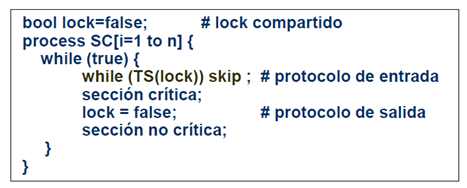 bool lock=false; # lock compartido
process SC[i=1 to n] {
while (true) {
while (TS(lock)) skip ; # protocolo de entrada
sección crítica;
lock = false; # protocolo de salida
sección no crítica;
}
}